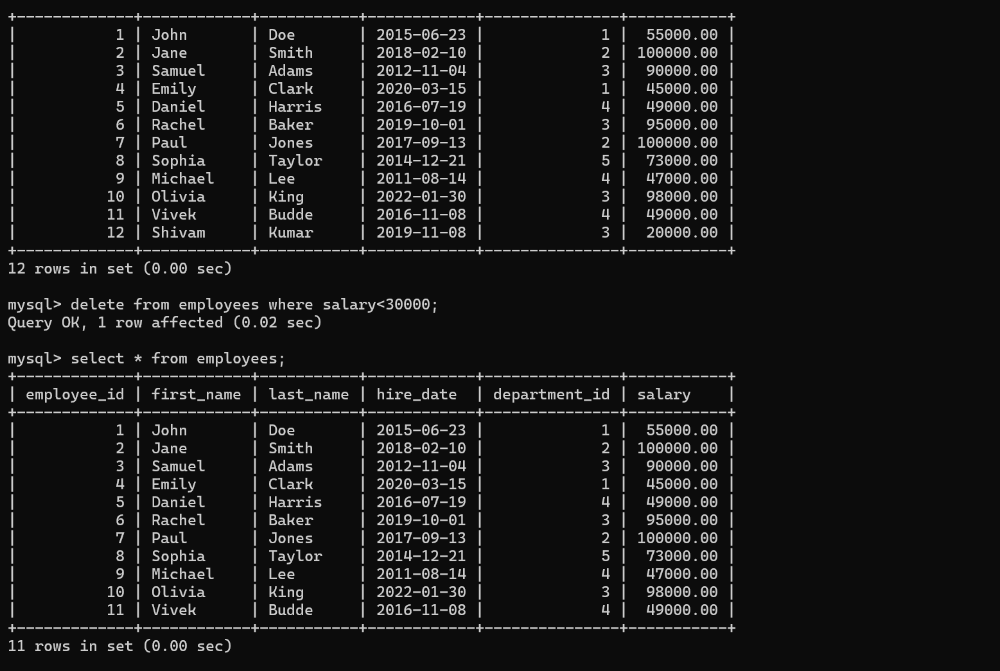 +-------------+------------+-----------+------------+---------------+-----------+
|           1 | John       | Doe       | 2015-06-23 |             1 |  55000.00 |
|           2 | Jane       | Smith     | 2018-02-10 |             2 | 100000.00 |
|           3 | Samuel     | Adams     | 2012-11-04 |             3 |  90000.00 |
|           4 | Emily      | Clark     | 2020-03-15 |             1 |  45000.00 |
|           5 | Daniel     | Harris    | 2016-07-19 |             4 |  49000.00 |
|           6 | Rachel     | Baker     | 2019-10-01 |             3 |  95000.00 |
|           7 | Paul       | Jones     | 2017-09-13 |             2 | 100000.00 |
|           8 | Sophia     | Taylor    | 2014-12-21 |             5 |  73000.00 |
|           9 | Michael    | Lee       | 2011-08-14 |             4 |  47000.00 |
|          10 | Olivia     | King      | 2022-01-30 |             3 |  98000.00 |
|          11 | Vivek      | Budde     | 2016-11-08 |             4 |  49000.00 |
|          12 | Shivam     | Kumar     | 2019-11-08 |             3 |  20000.00 |
+-------------+------------+-----------+------------+---------------+-----------+
12 rows in set (0.00 sec)

mysql> delete from employees where salary<30000;
Query OK, 1 row affected (0.02 sec)

mysql> select * from employees;
+-------------+------------+-----------+------------+---------------+-----------+
| employee_id | first_name | last_name | hire_date  | department_id | salary    |
+-------------+------------+-----------+------------+---------------+-----------+
|           1 | John       | Doe       | 2015-06-23 |             1 |  55000.00 |
|           2 | Jane       | Smith     | 2018-02-10 |             2 | 100000.00 |
|           3 | Samuel     | Adams     | 2012-11-04 |             3 |  90000.00 |
|           4 | Emily      | Clark     | 2020-03-15 |             1 |  45000.00 |
|           5 | Daniel     | Harris    | 2016-07-19 |             4 |  49000.00 |
|           6 | Rachel     | Baker     | 2019-10-01 |             3 |  95000.00 |
|           7 | Paul       | Jones     | 2017-09-13 |             2 | 100000.00 |
|           8 | Sophia     | Taylor    | 2014-12-21 |             5 |  73000.00 |
|           9 | Michael    | Lee       | 2011-08-14 |             4 |  47000.00 |
|          10 | Olivia     | King      | 2022-01-30 |             3 |  98000.00 |
|          11 | Vivek      | Budde     | 2016-11-08 |             4 |  49000.00 |
+-------------+------------+-----------+------------+---------------+-----------+
11 rows in set (0.00 sec)